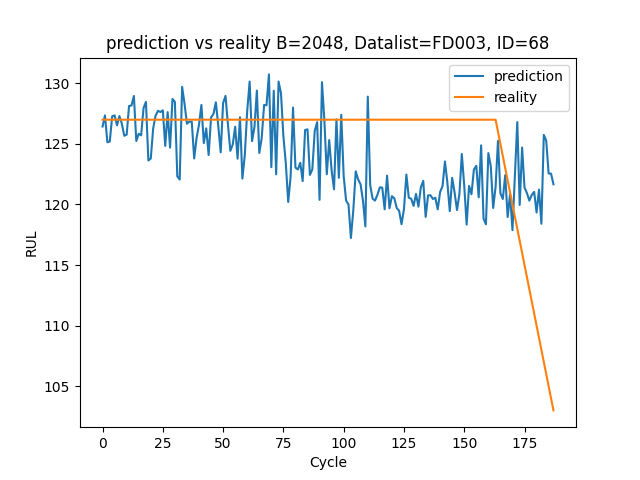 prediction vs reality B=2048, Datalist=FD003, ID=68
prediction
reality
130
125
120
115
110
105
RUL
0 25 50 75 100 125 150 175
Cycle